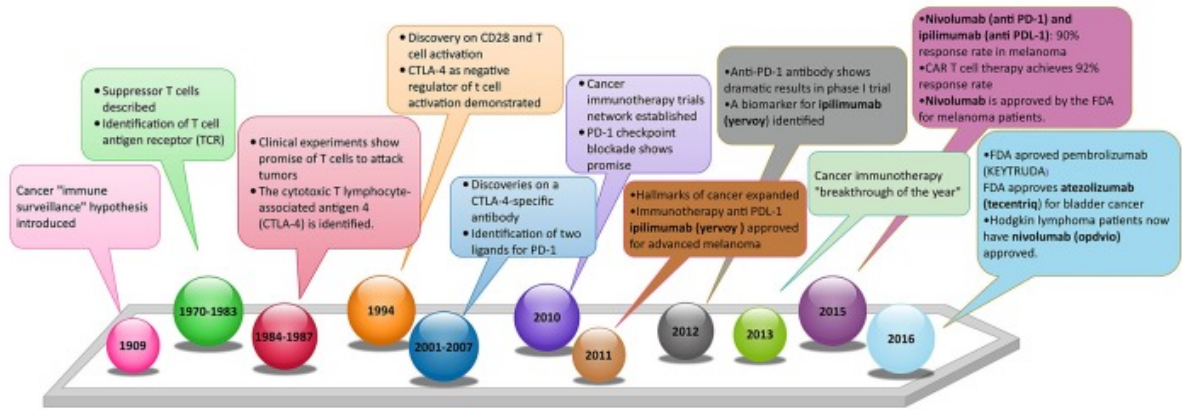 Cancer "immune
surveillance" hypothesis
introduced
1909
• Suppressor T cells
described
• Identification of T cell
antigen receptor (TCR)
1970-1983
• Clinical experiments show
promise of T cells to attack
tumors
• The cytotoxic T lymphocyte-
associated antigen 4
(CTLA-4) is identified.
1984-1987
• Discovery on CD28 and T
cell activation
• CTLA-4 as negative
regulator of t cell
activation demonstrated
1994
• Discoveries on a
CTLA-4-specific
antibody
• Identification of two
ligands for PD-1
2001-2007
• Cancer
immunotherapy trials
network established
• PD-1 checkpoint
blockade shows
promise
2010
•Hallmarks of cancer expanded
•Immunotherapy anti PDL-1
ipilimumab (yervoy ) approved
for advanced melanoma
2011
•Anti-PD-1 antibody shows
dramatic results in phase I trial
•A biomarker for ipilimumab
(yervoy) identified
2012
Cancer immunotherapy
"breakthrough of the year"
2013
•Nivolumab (anti PD-1) and
ipilimumab (anti PDL-1): 90%
response rate in melanoma
•CAR T cell therapy achieves 92%
response rate
•Nivolumab is approved by the FDA
for melanoma patients.
2015
•FDA aproved pembrolizumab
(KEYTRUDA)
FDA approves atezolizumab
(tecentriq) for bladder cancer
•Hodgkin lymphoma patients now
have nivolumab (opdvio)
approved.
2016